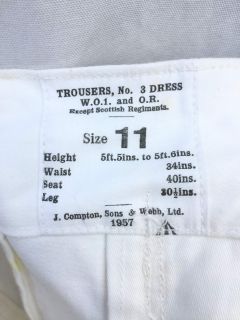 TROUSERS, No. 3 DRESS
W.O.1. and O.R.
Except Scottish Regiments.
Size 11
Height 5ft.5ins. to 5ft.6ins.
Waist 34ins.
Seat 40ins.
Leg 30½ins.
J. Compton, Sons & Webb, Ltd.
1957